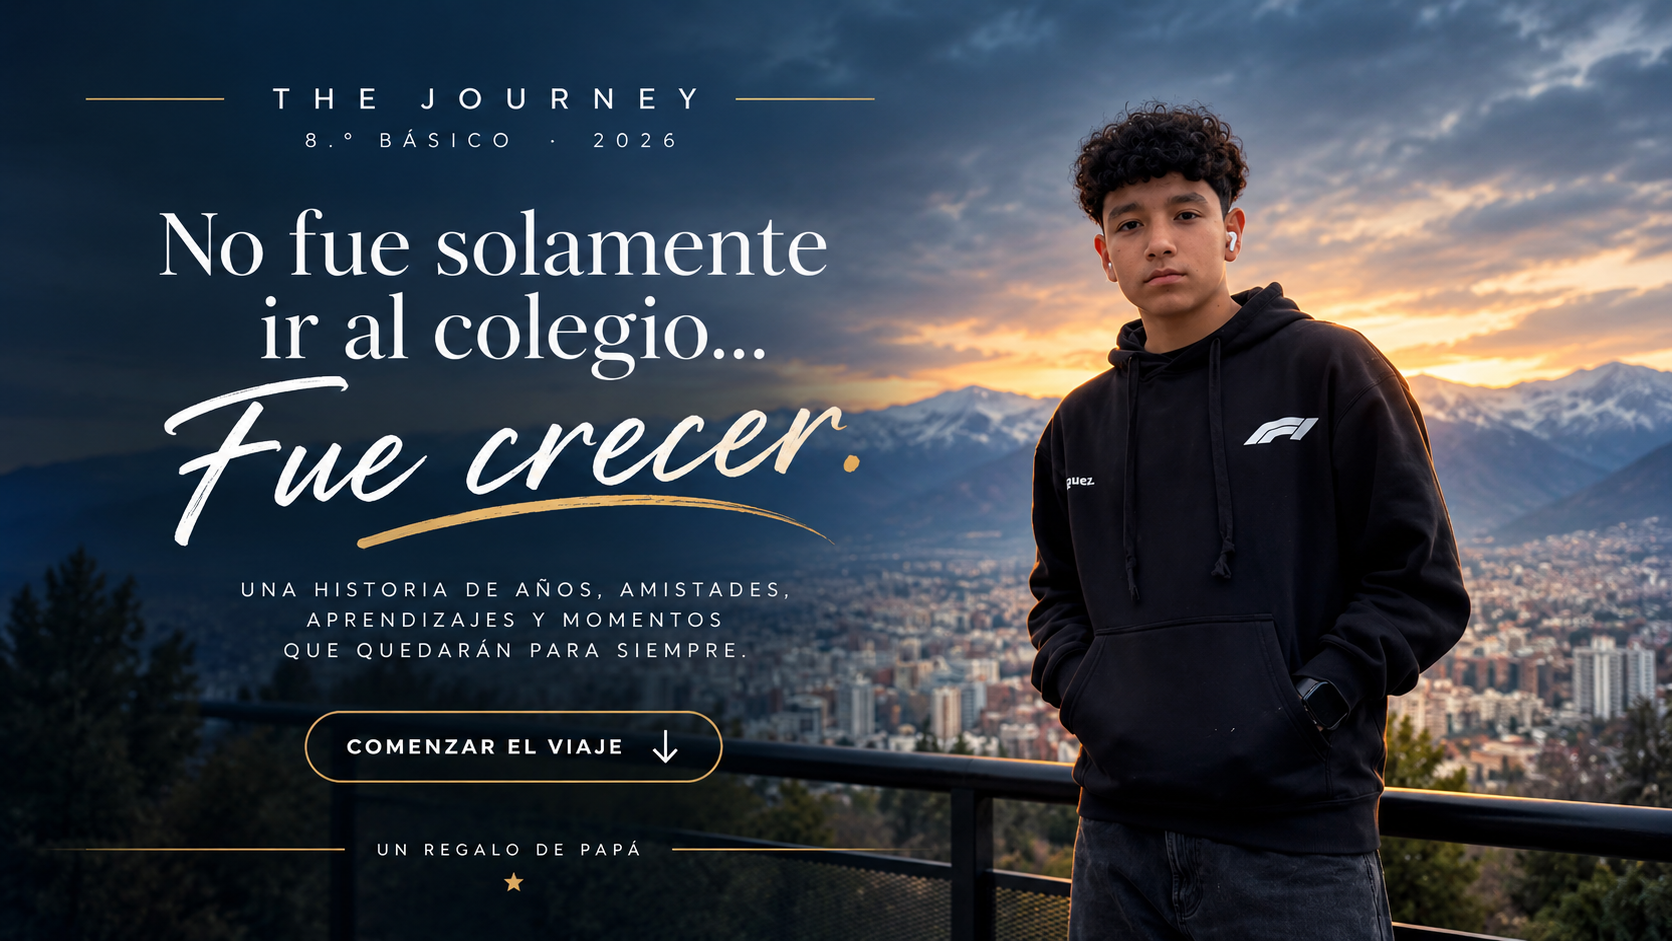 THE JOURNEY
8.º BÁSICO · 2026
No fue solamente
ir al colegio...
Fue crecer.
UNA HISTORIA DE AÑOS, AMISTADES,
APRENDIZAJES Y MOMENTOS
QUE QUEDARÁN PARA SIEMPRE.
COMENZAR EL VIAJE ↓
UN REGALO DE PAPÁ
F1